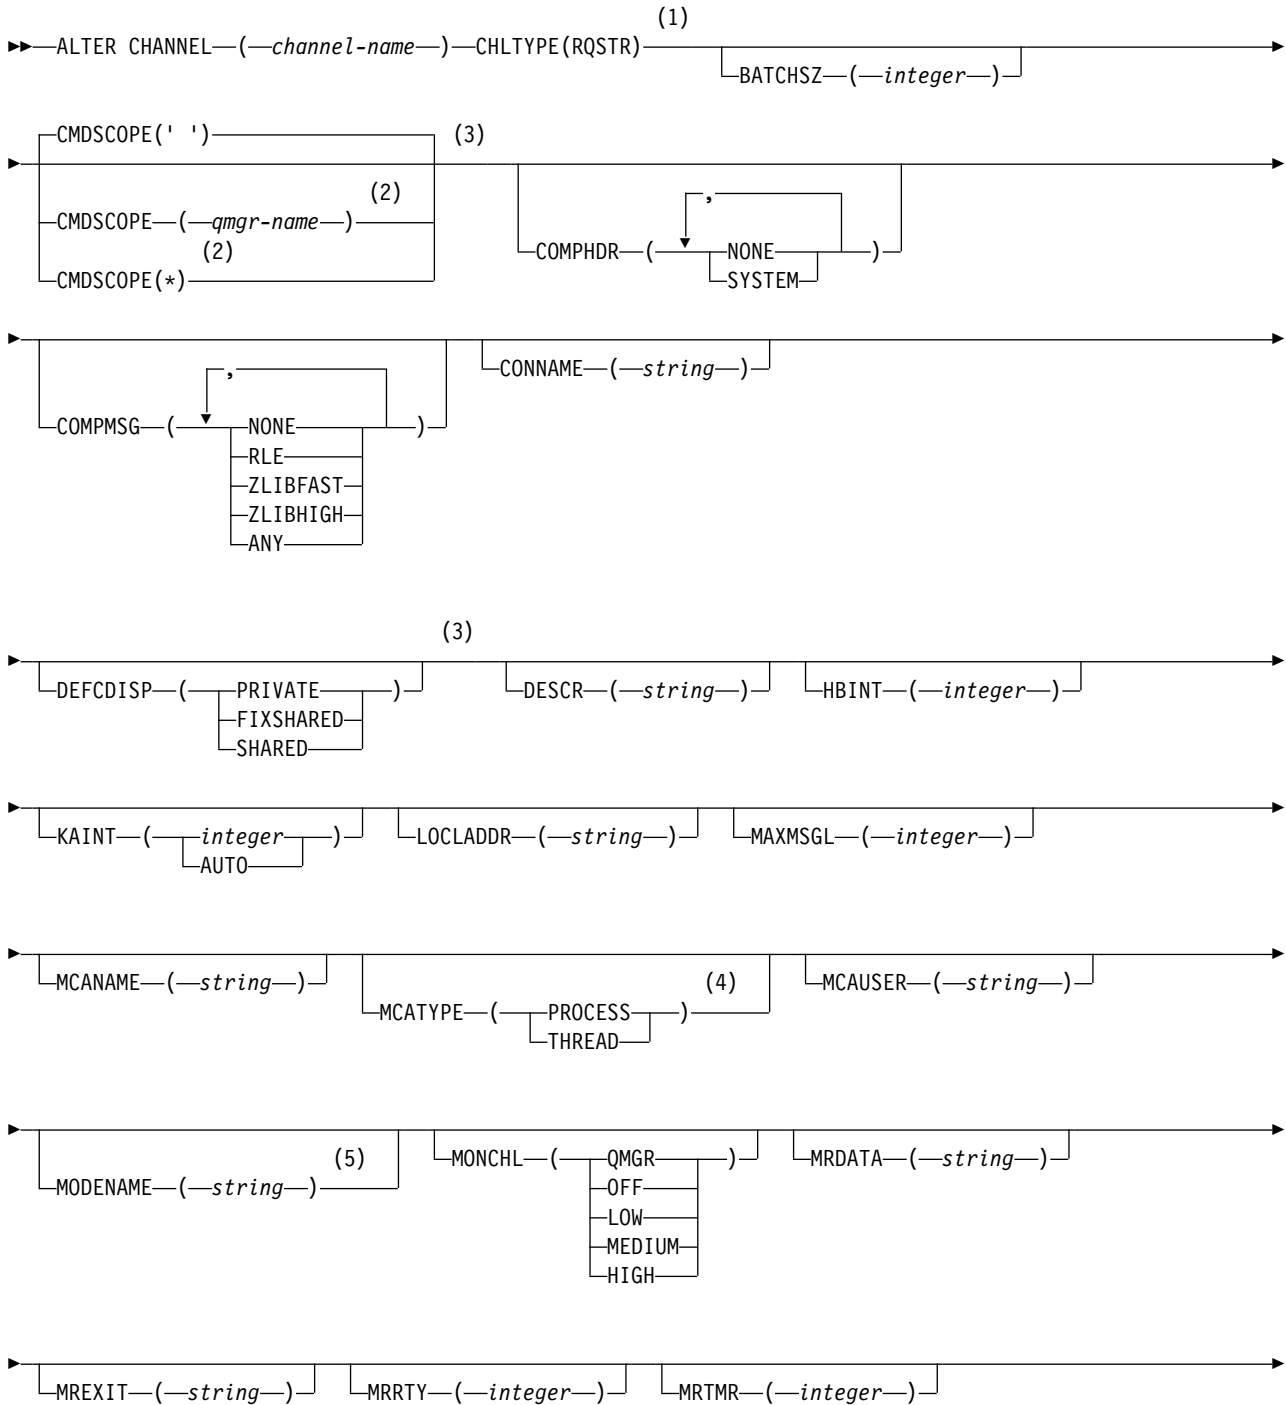 (1)
ALTER CHANNEL ( channel-name ) CHLTYPE(RQSTR)
BATCHSZ ( integer )
CMDSCOPE(' ') (3)
(2)
CMDSCOPE ( qmgr-name )
(2)
CMDSCOPE(*)
,
COMPHDR ( NONE )
SYSTEM
,
COMPMSG ( NONE )
RLE
ZLIBFAST
ZLIBHIGH
ANY
CONNAME ( string )
(3)
DEFCDISP ( PRIVATE )
FIXSHARED
SHARED
DESCR ( string )
HBINT ( integer )
KAINT ( integer )
AUTO
LOCLADDR ( string )
MAXMSGL ( integer )
MCANAME ( string )
(4)
MCATYPE ( PROCESS )
THREAD
MCAUSER ( string )
(5)
MODENAME ( string )
MONCHL ( QMGR )
OFF
LOW
MEDIUM
HIGH
MRDATA ( string )
MREXIT ( string )
MRRTY ( integer )
MRTMR ( integer )